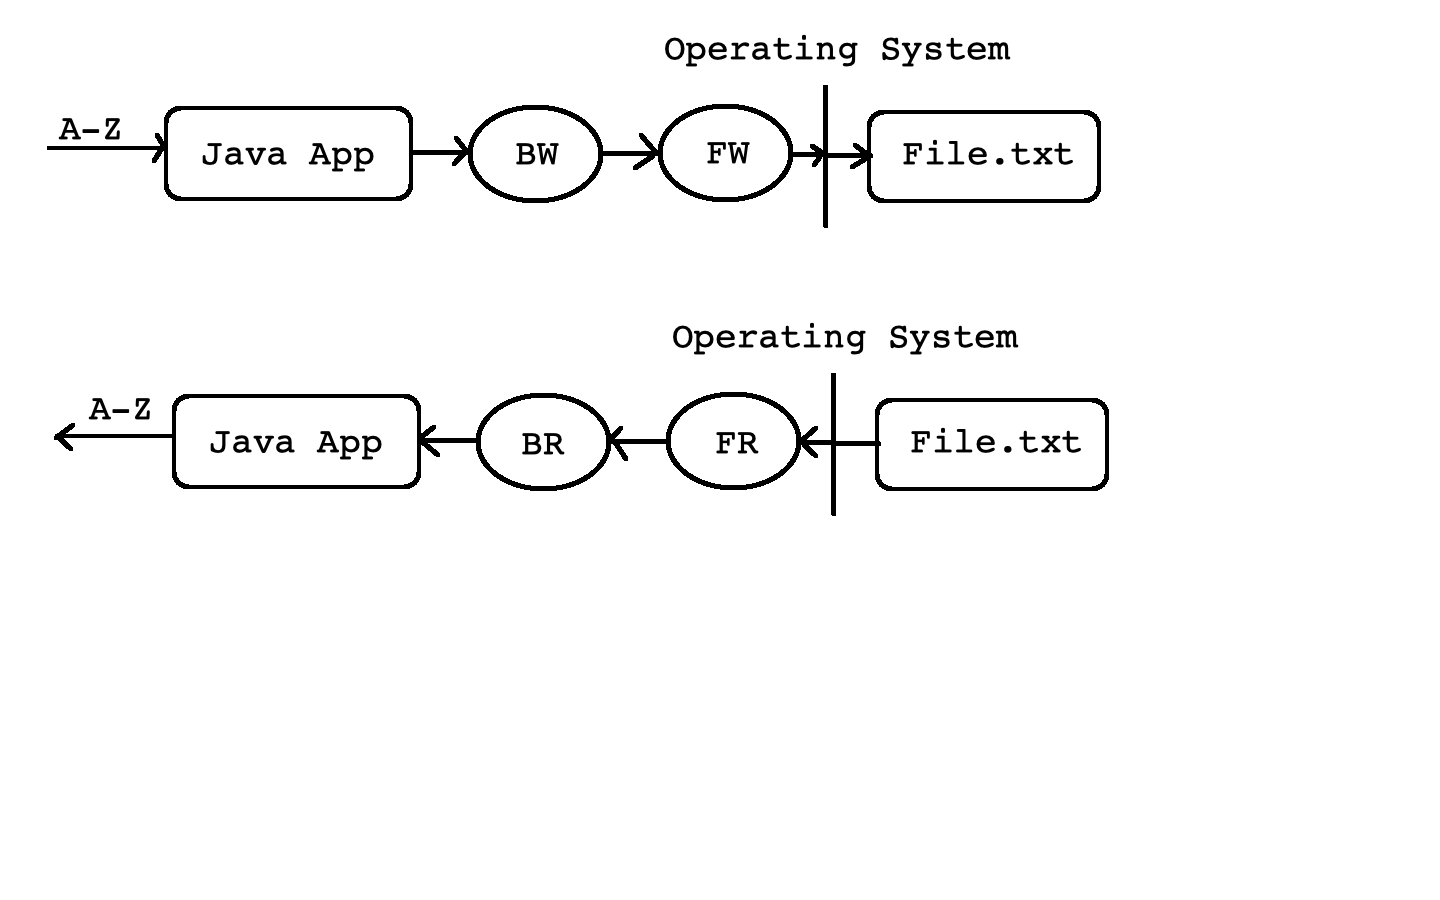 Operating System
A-Z
Java App
BW
FW
File.txt
Operating System
A-Z
Java App
BR
FR
File.txt